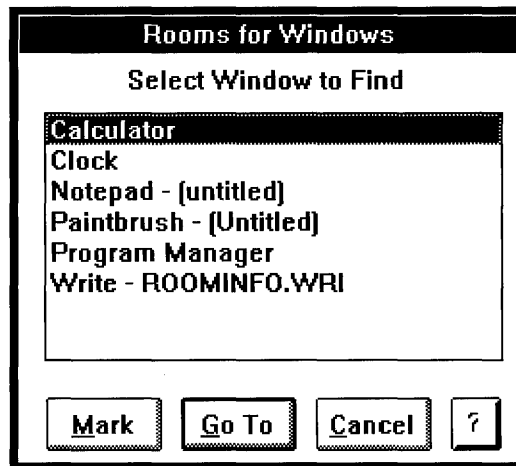 Rooms for Windows
Select Window to Find
Calculator
Clock
Notepad - (untitled)
Paintbrush - (Untitled)
Program Manager
Write - ROOMINFO.WRI
Mark Go To Cancel ?